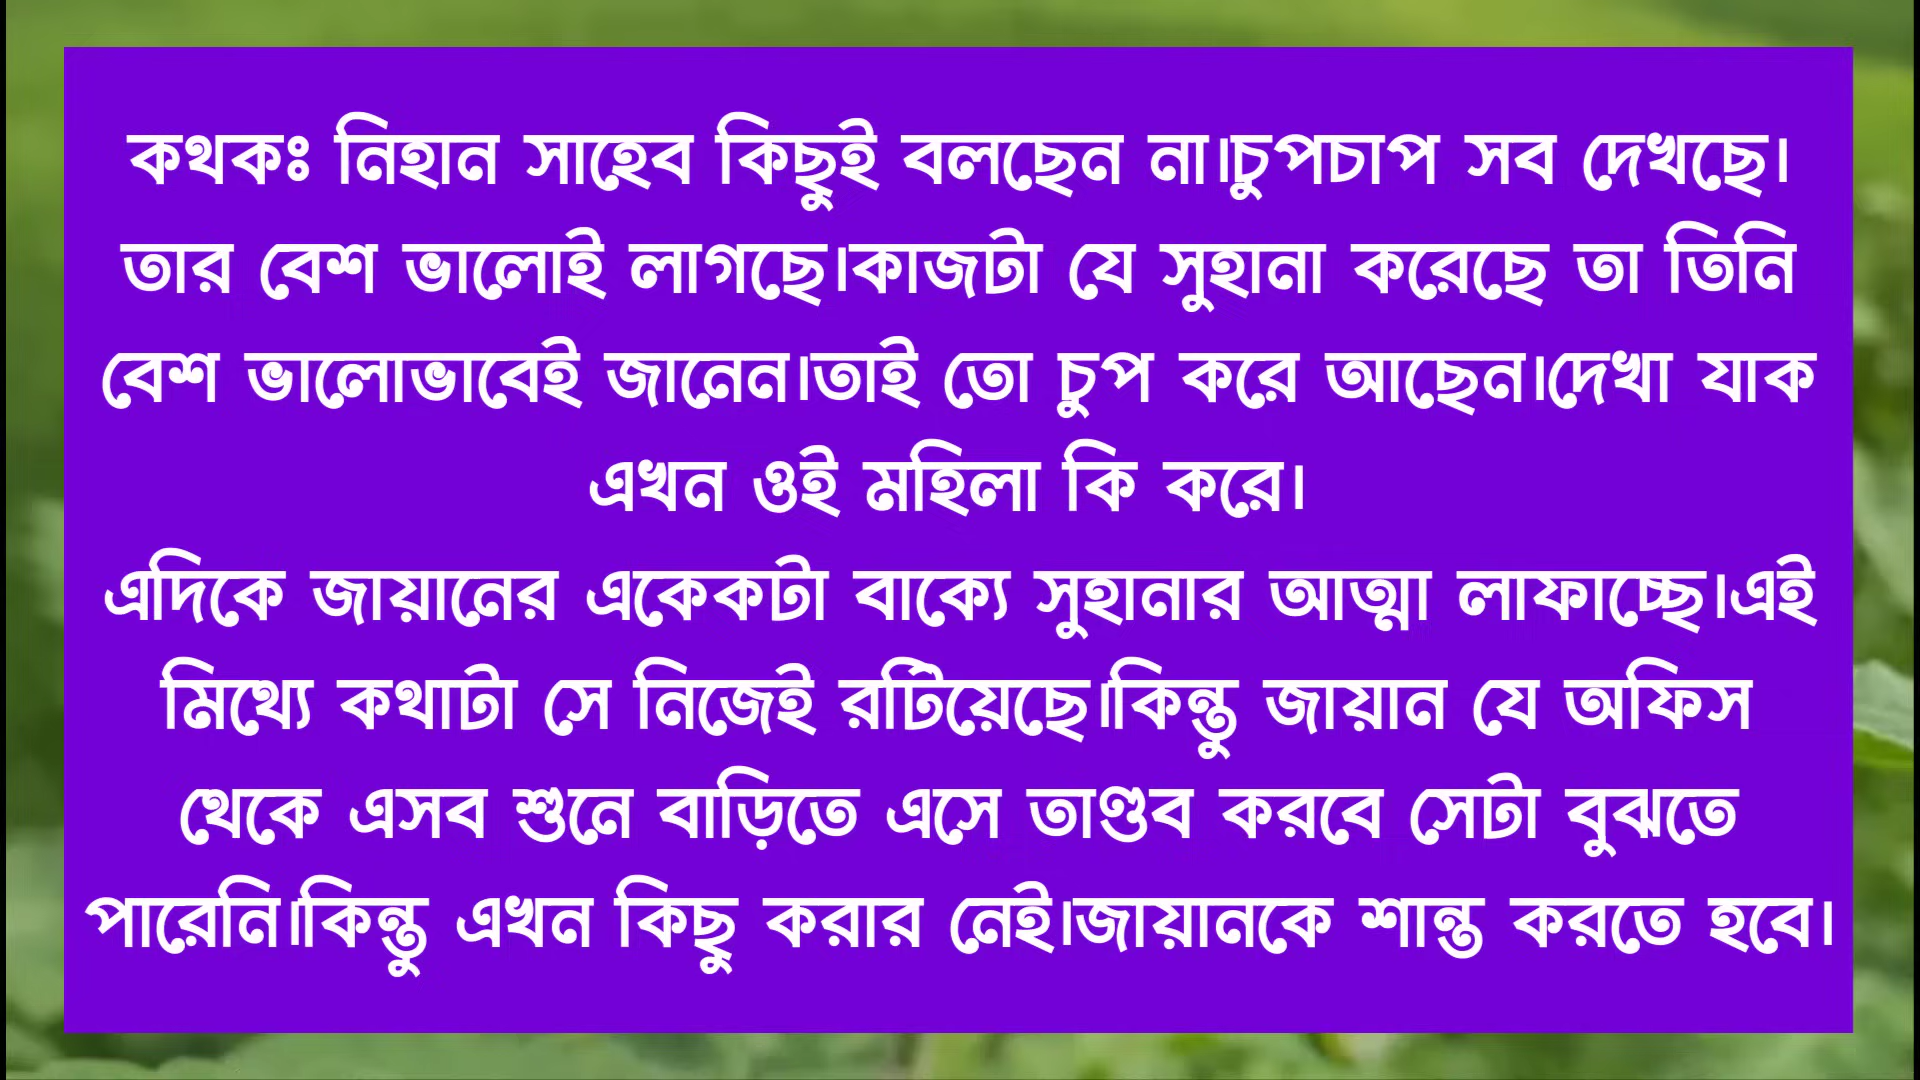 কথকঃ নিহান সাহেব কিছুই বলছেন না।চুপচাপ সব দেখছে।
তার বেশ ভালোই লাগছে।কাজটা যে সুহানা করেছে তা তিনি
বেশ ভালোভাবেই জানেন।তাই তো চুপ করে আছেন।দেখা যাক
এখন ওই মহিলা কি করে।
এদিকে জায়ানের একেকটা বাক্যে সুহানার আত্মা লাফাচ্ছে।এই
মিথ্যে কথাটা সে নিজেই রটিয়েছে।কিন্তু জায়ান যে অফিস
থেকে এসব শুনে বাড়িতে এসে তাণ্ডব করবে সেটা বুঝতে
পারেনি।কিন্তু এখন কিছু করার নেই।জায়ানকে শান্ত করতে হবে।